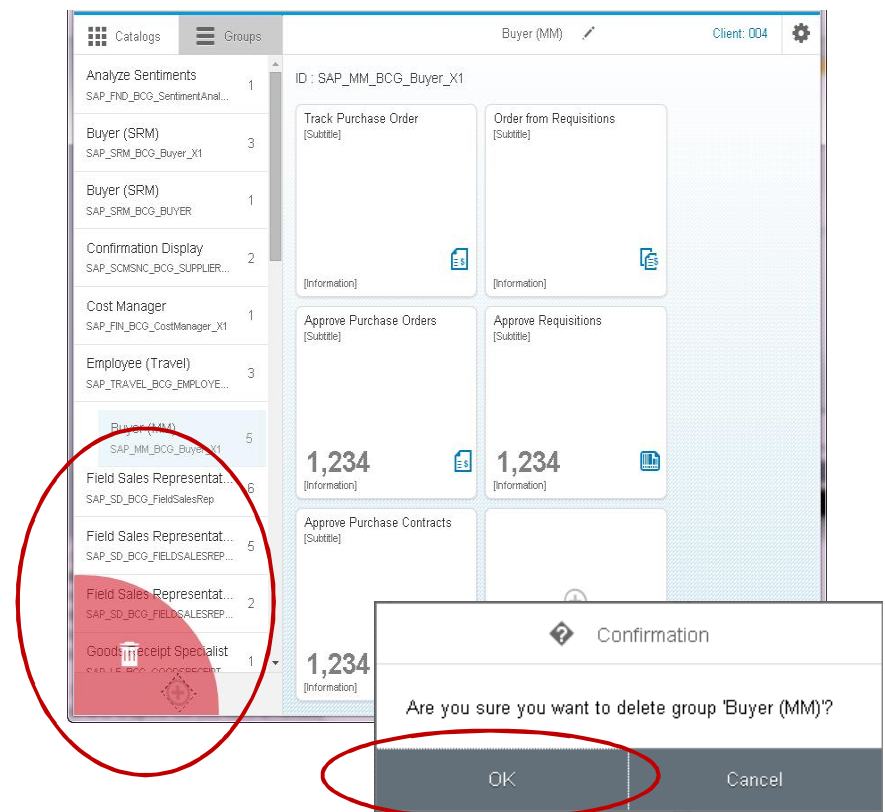 Catalogs
Groups
Buyer (MM)
Client: 004
Analyze Sentiments
1
SAP_FND_BCG_SentimentAnal...
Buyer (SRM)
3
SAP_SRM_BCG_Buyer_X1
Buyer (SRM)
1
SAP_SRM_BCG_BUYER
Confirmation Display
2
SAP_SCMSNC_BCG_SUPPLIER...
Cost Manager
1
SAP_FIN_BCG_CostManager_X1
Employee (Travel)
3
SAP_TRAVEL_BCG_EMPLOYE...
Buyer (MM)
5
SAP_MM_BCG_Buyer_X1
Field Sales Representat...
6
SAP_SD_BCG_FieldSalesRep
Field Sales Representat...
5
SAP_SD_BCG_FIELDSALESREP...
Field Sales Representat...
2
SAP_SD_BCG_FIELDSALESREP...
Goods Receipt Specialist
1
SAP_LE_BCG_GOODSRECEIPT
ID : SAP_MM_BCG_Buyer_X1
Track Purchase Order
[Subtitle]
[Information]
Order from Requisitions
[Subtitle]
[Information]
Approve Purchase Orders
[Subtitle]
1,234
[Information]
Approve Requisitions
[Subtitle]
1,234
[Information]
Approve Purchase Contracts
[Subtitle]
1,234
[Information]
Confirmation
Are you sure you want to delete group 'Buyer (MM)'?
OK
Cancel